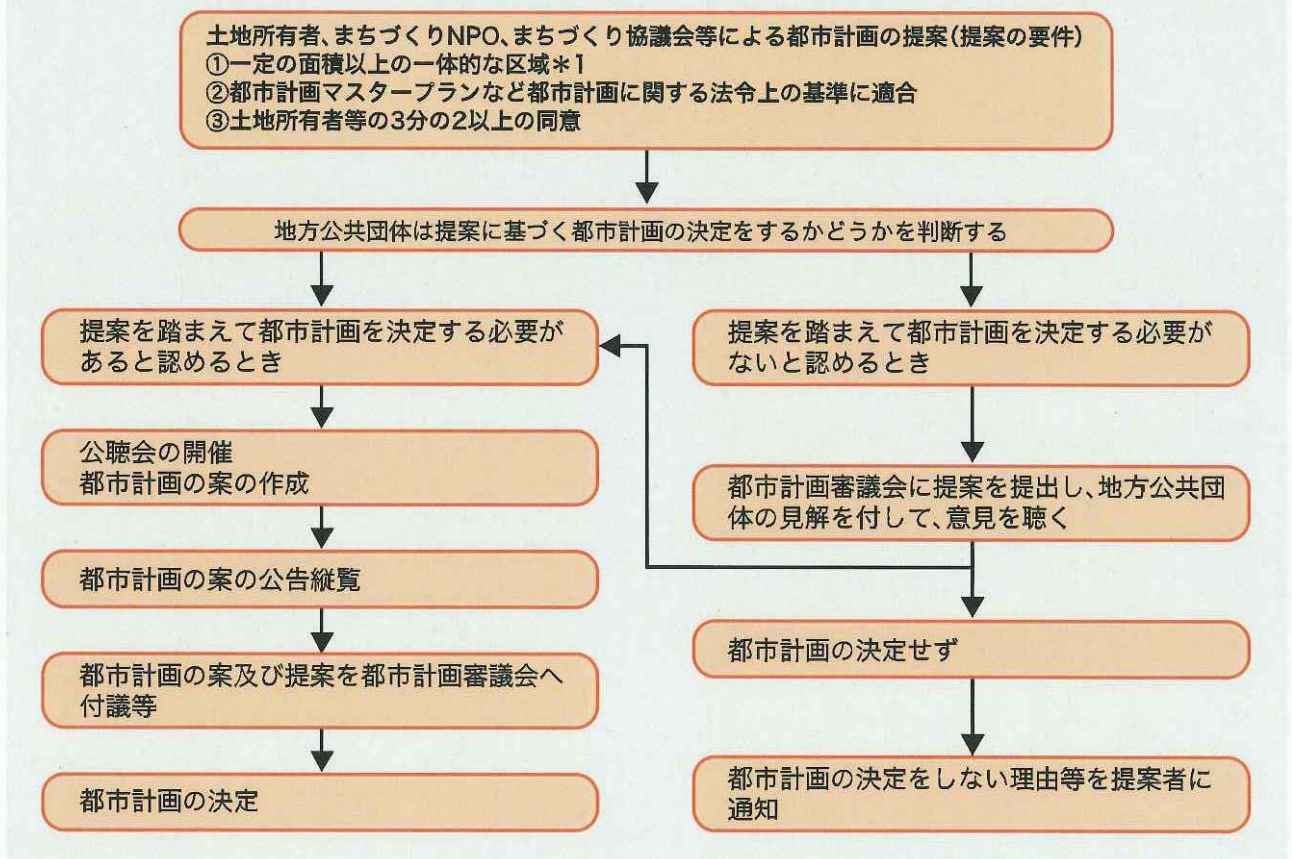 土地所有者、まちづくりNPO、まちづくり協議会等による都市計画の提案(提案の要件)
①一定の面積以上の一体的な区域*1
②都市計画マスタープランなど都市計画に関する法令上の基準に適合
③土地所有者等の3分の2以上の同意
地方公共団体は提案に基づく都市計画の決定をするかどうかを判断する
提案を踏まえて都市計画を決定する必要が
あると認めるとき
公聴会の開催
都市計画の案の作成
都市計画の案の公告縦覧
都市計画の案及び提案を都市計画審議会へ
付議等
都市計画の決定
提案を踏まえて都市計画を決定する必要が
ないと認めるとき
都市計画審議会に提案を提出し、地方公共団
体の見解を付して、意見を聴く
都市計画の決定せず
都市計画の決定をしない理由等を提案者に
通知